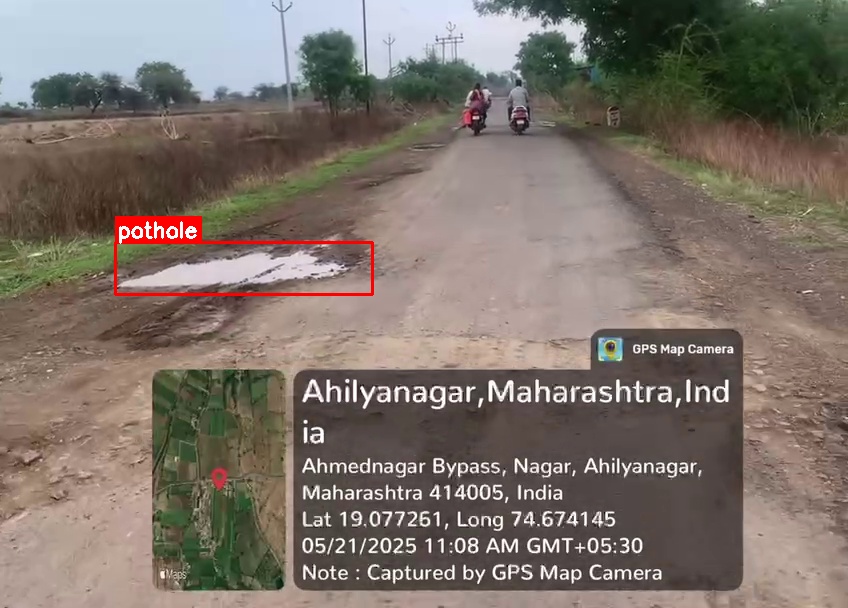 pothole
GPS Map Camera
Ahilyanagar,Maharashtra,Ind
ia
Ahmednagar Bypass, Nagar, Ahilyanagar,
Maharashtra 414005, India
Lat 19.077261, Long 74.674145
05/21/2025 11:08 AM GMT+05:30
Note : Captured by GPS Map Camera
Maps